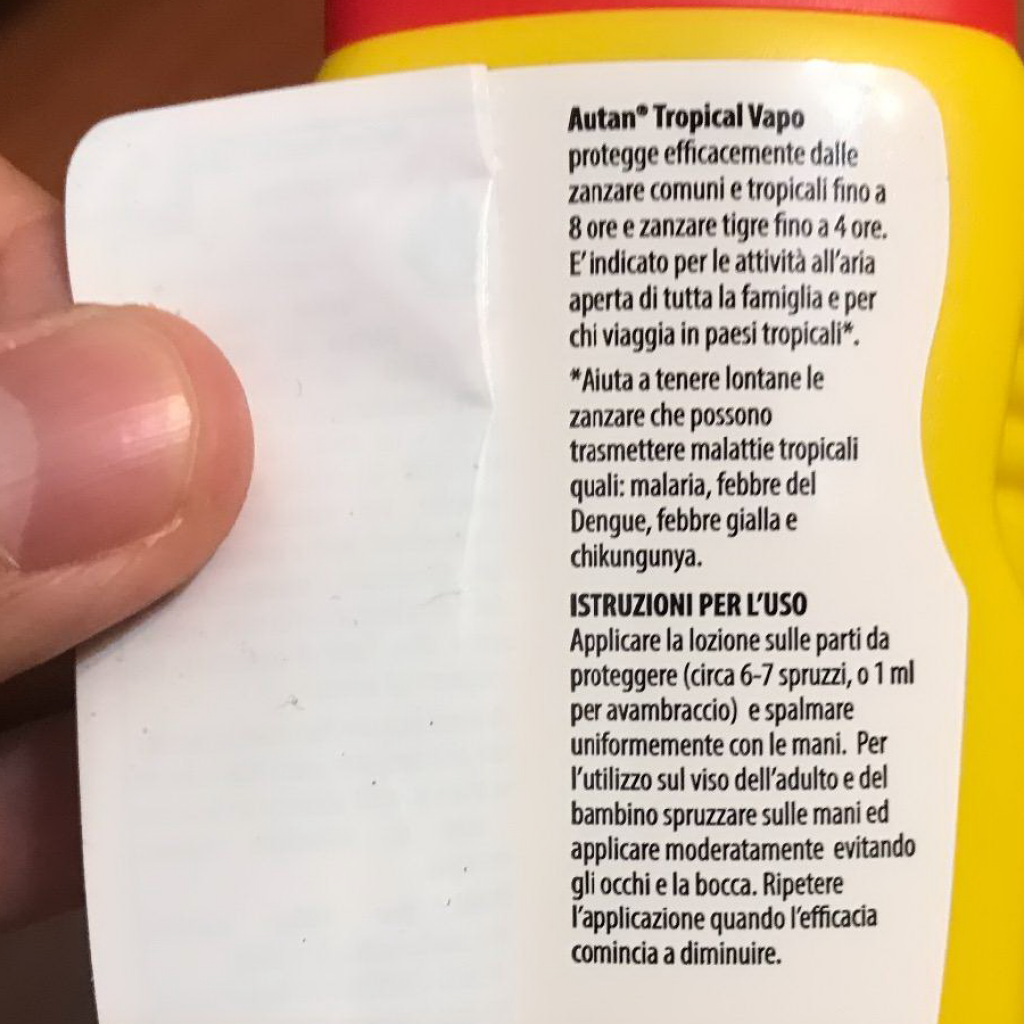 Autan® Tropical Vapo
protegge efficacemente dalle
zanzare comuni e tropicali fino a
8 ore e zanzare tigre fino a 4 ore.
E' indicato per le attività all'aria
aperta di tutta la famiglia e per
chi viaggia in paesi tropicali*.
*Aiuta a tenere lontane le
zanzare che possono
trasmettere malattie tropicali
quali: malaria, febbre del
Dengue, febbre gialla e
chikungunya.
ISTRUZIONI PER L'USO
Applicare la lozione sulle parti da
proteggere (circa 6-7 spruzzi, o 1 ml
per avambraccio) e spalmare
uniformemente con le mani. Per
l'utilizzo sul viso dell'adulto e del
bambino spruzzare sulle mani ed
applicare moderatamente evitando
gli occhi e la bocca. Ripetere
l'applicazione quando l'efficacia
comincia a diminuire.